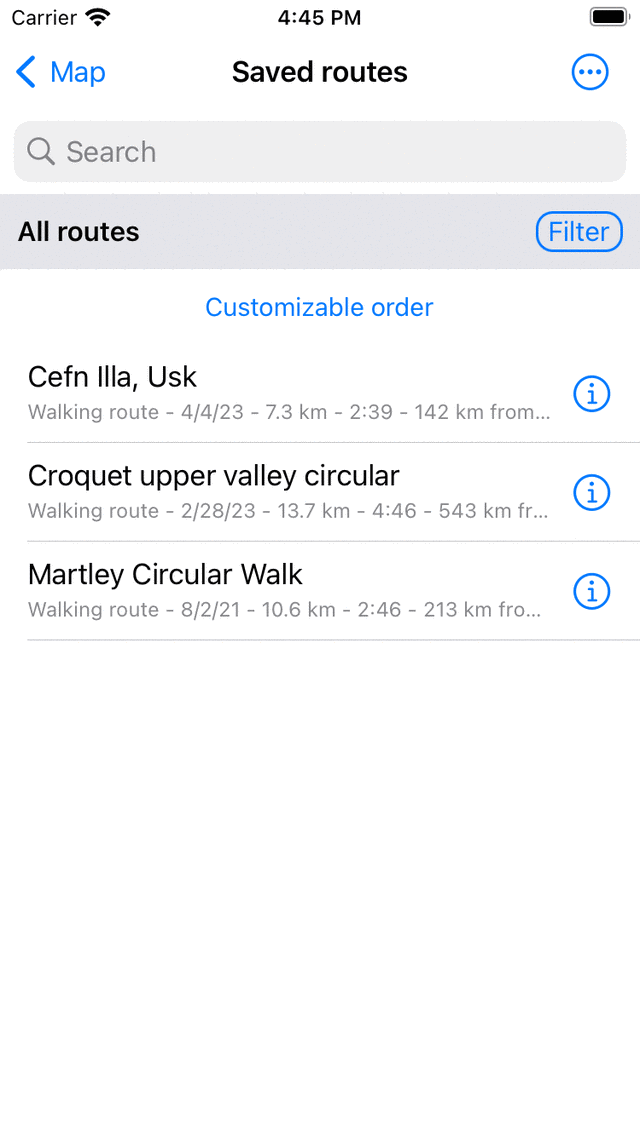 Carrier 4:45 PM
Map Saved routes
Search
All routes Filter
Customizable order
Cefn Illa, Usk
Walking route - 4/4/23 - 7.3 km - 2:39 - 142 km from...
Croquet upper valley circular
Walking route - 2/28/23 - 13.7 km - 4:46 - 543 km fr...
Martley Circular Walk
Walking route - 8/2/21 - 10.6 km - 2:46 - 213 km fro...